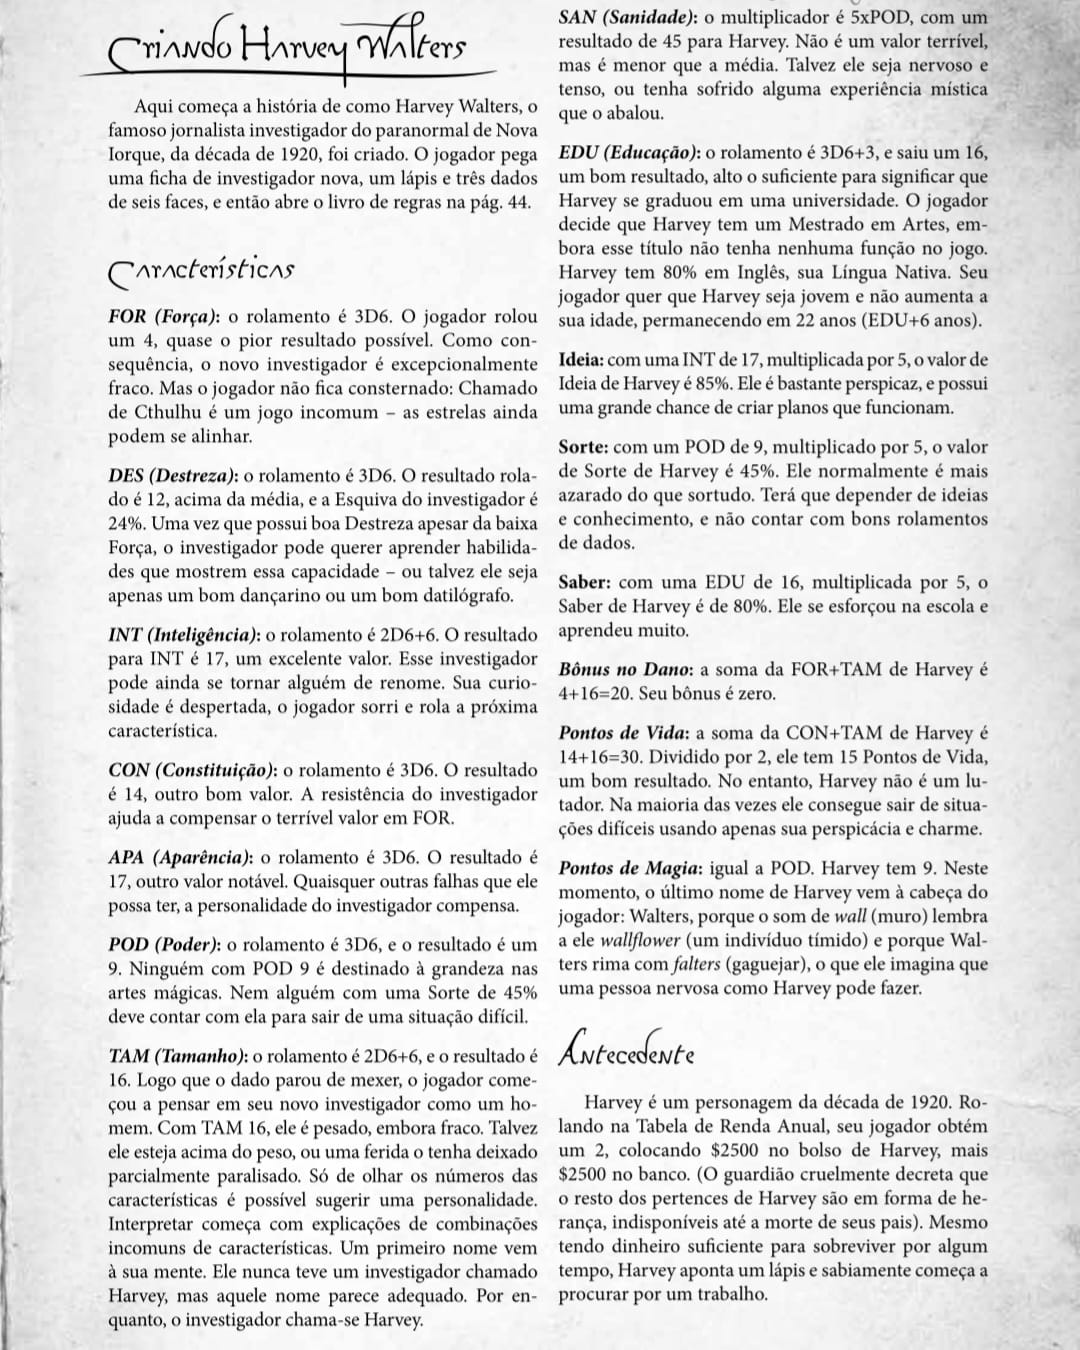 Criando Harvey Walters
Aqui começa a história de como Harvey Walters, o
famoso jornalista investigador do paranormal de Nova
Iorque, da década de 1920, foi criado. O jogador pega
uma ficha de investigador nova, um lápis e três dados
de seis faces, e então abre o livro de regras na pág. 44.
Características
FOR (Força): o rolamento é 3D6. O jogador rolou
um 4, quase o pior resultado possível. Como con-
sequência, o novo investigador é excepcionalmente
fraco. Mas o jogador não fica consternado: Chamado
de Cthulhu é um jogo incomum – as estrelas ainda
podem se alinhar.
DES (Destreza): o rolamento é 3D6. O resultado rola-
do é 12, acima da média, e a Esquiva do investigador é
24%. Uma vez que possui boa Destreza apesar da baixa
Força, o investigador pode querer aprender habilida-
des que mostrem essa capacidade – ou talvez ele seja
apenas um bom dançarino ou um bom datilógrafo.
INT (Inteligência): o rolamento é 2D6+6. O resultado
para INT é 17, um excelente valor. Esse investigador
pode ainda se tornar alguém de renome. Sua curio-
sidade é despertada, o jogador sorri e rola a próxima
característica.
CON (Constituição): o rolamento é 3D6. O resultado
é 14, outro bom valor. A resistência do investigador
ajuda a compensar o terrível valor em FOR.
APA (Aparência): o rolamento é 3D6. O resultado é
17, outro valor notável. Quaisquer outras falhas que ele
possa ter, a personalidade do investigador compensa.
POD (Poder): o rolamento é 3D6, e o resultado é um
9. Ninguém com POD 9 é destinado à grandeza nas
artes mágicas. Nem alguém com uma Sorte de 45%
deve contar com ela para sair de uma situação difícil.
TAM (Tamanho): o rolamento é 2D6+6, e o resultado é
16. Logo que o dado parou de mexer, o jogador come-
çou a pensar em seu novo investigador como um ho-
mem. Com TAM 16, ele é pesado, embora fraco. Talvez
ele esteja acima do peso, ou uma ferida o tenha deixado
parcialmente paralisado. Só de olhar os números das
características é possível sugerir uma personalidade.
Interpretar começa com explicações de combinações
incomuns de características. Um primeiro nome vem
à sua mente. Ele nunca teve um investigador chamado
Harvey, mas aquele nome parece adequado. Por en-
quanto, o investigador chama-se Harvey.
SAN (Sanidade): o multiplicador é 5xPOD, com um
resultado de 45 para Harvey. Não é um valor terrível,
mas é menor que a média. Talvez ele seja nervoso e
tenso, ou tenha sofrido alguma experiência mística
que o abalou.
EDU (Educação): o rolamento é 3D6+3, e saiu um 16,
um bom resultado, alto o suficiente para significar que
Harvey se graduou em uma universidade. O jogador
decide que Harvey tem um Mestrado em Artes, em-
bora esse título não tenha nenhuma função no jogo.
Harvey tem 80% em Inglês, sua Língua Nativa. Seu
jogador quer que Harvey seja jovem e não aumenta a
sua idade, permanecendo em 22 anos (EDU+6 anos).
Ideia: com uma INT de 17, multiplicada por 5, o valor de
Ideia de Harvey é 85%. Ele é bastante perspicaz, e possui
uma grande chance de criar planos que funcionam.
Sorte: com um POD de 9, multiplicado por 5, o valor
de Sorte de Harvey é 45%. Ele normalmente é mais
azarado do que sortudo. Terá que depender de ideias
e conhecimento, e não contar com bons rolamentos
de dados.
Saber: com uma EDU de 16, multiplicada por 5, o
Saber de Harvey é de 80%. Ele se esforçou na escola e
aprendeu muito.
Bônus no Dano: a soma da FOR+TAM de Harvey é
4+16=20. Seu bônus é zero.
Pontos de Vida: a soma da CON+TAM de Harvey é
14+16=30. Dividido por 2, ele tem 15 Pontos de Vida,
um bom resultado. No entanto, Harvey não é um lu-
tador. Na maioria das vezes ele consegue sair de situa-
ções difíceis usando apenas sua perspicácia e charme.
Pontos de Magia: igual a POD. Harvey tem 9. Neste
momento, o último nome de Harvey vem à cabeça do
jogador: Walters, porque o som de wall (muro) lembra
a ele wallflower (um indivíduo tímido) e porque Wal-
ters rima com falters (gaguejar), o que ele imagina que
uma pessoa nervosa como Harvey pode fazer.
Antecedente
Harvey é um personagem da década de 1920. Ro-
lando na Tabela de Renda Anual, seu jogador obtém
um 2, colocando $2500 no bolso de Harvey, mais
$2500 no banco. (O guardião cruelmente decreta que
o resto dos pertences de Harvey são em forma de he-
rança, indisponíveis até a morte de seus pais). Mesmo
tendo dinheiro suficiente para sobreviver por algum
tempo, Harvey aponta um lápis e sabiamente começa a
procurar por um trabalho.